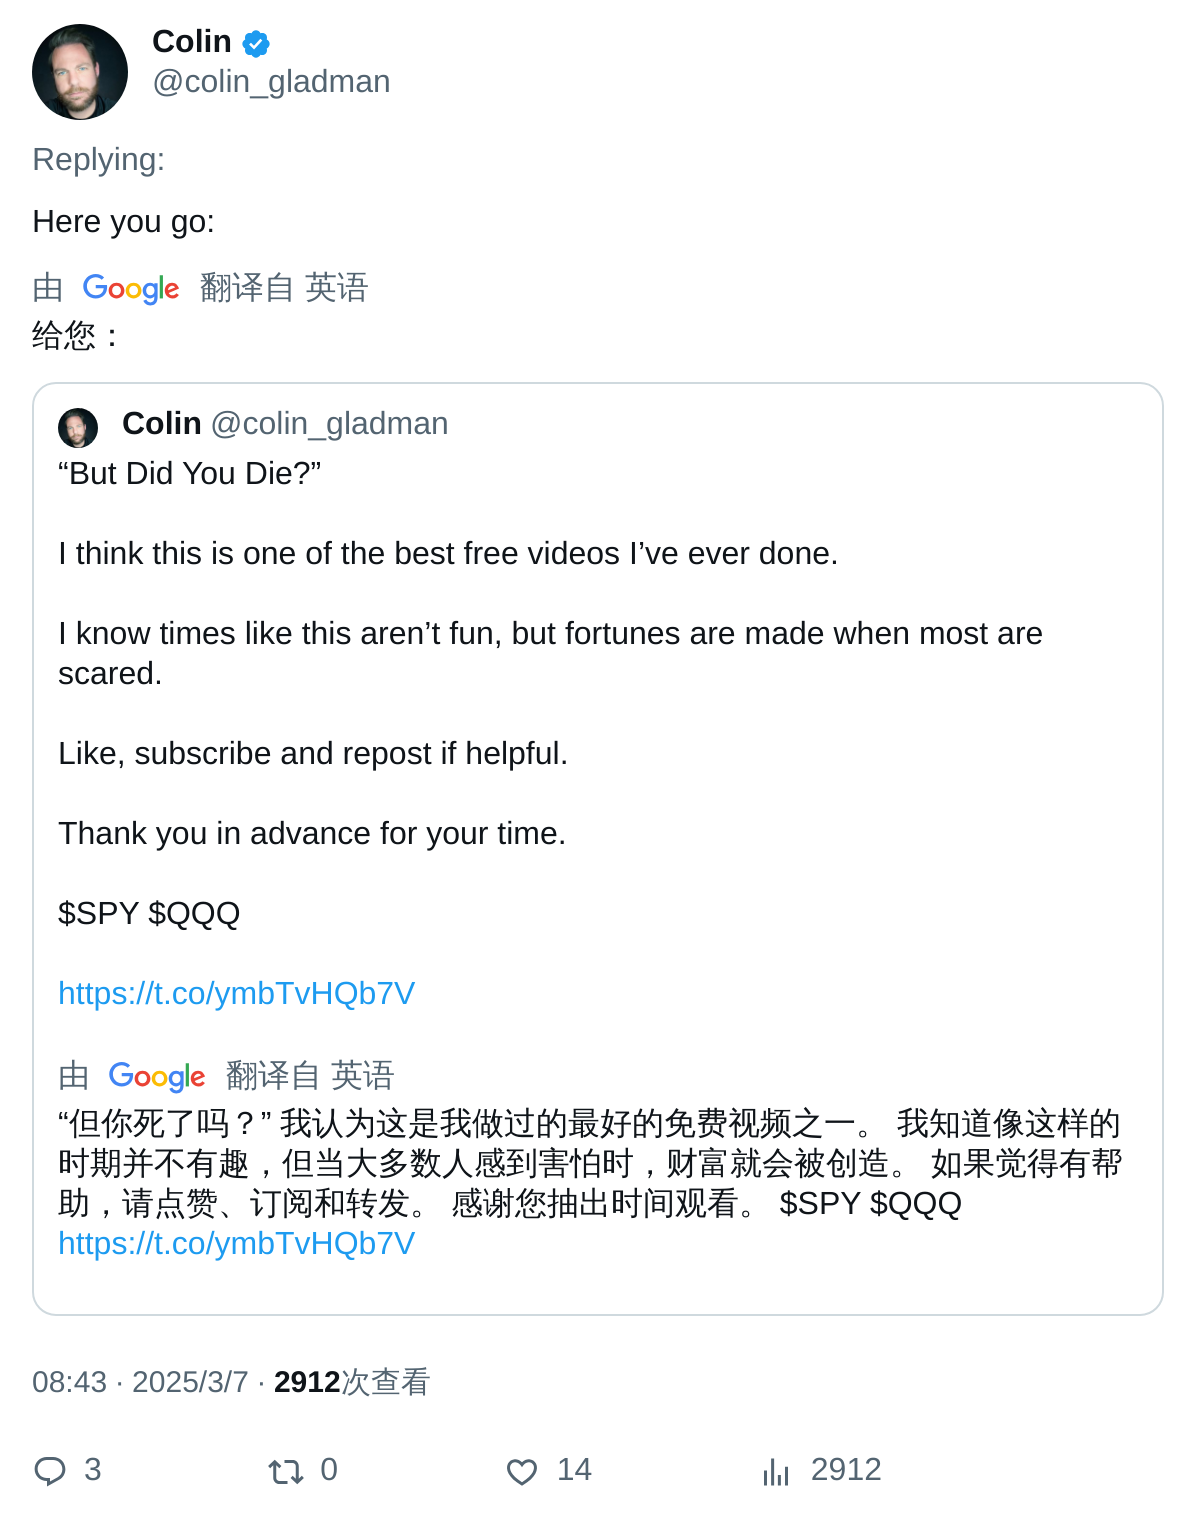 Colin
@colin_gladman
Replying:
Here you go:
由 Google 翻译自 英语
给您：
Colin @colin_gladman
“But Did You Die?”
I think this is one of the best free videos I’ve ever done.
I know times like this aren’t fun, but fortunes are made when most are
scared.
Like, subscribe and repost if helpful.
Thank you in advance for your time.
$SPY $QQQ
https://t.co/ymbTvHQb7V
由 Google 翻译自 英语
“但你死了吗？” 我认为这是我做过的最好的免费视频之一。 我知道像这样的
时期并不有趣，但当大多数人感到害怕时，财富就会被创造。 如果觉得有帮
助，请点赞、订阅和转发。 感谢您抽出时间观看。 $SPY $QQQ
https://t.co/ymbTvHQb7V
08:43 · 2025/3/7 · 2912次查看
3 0 14 2912